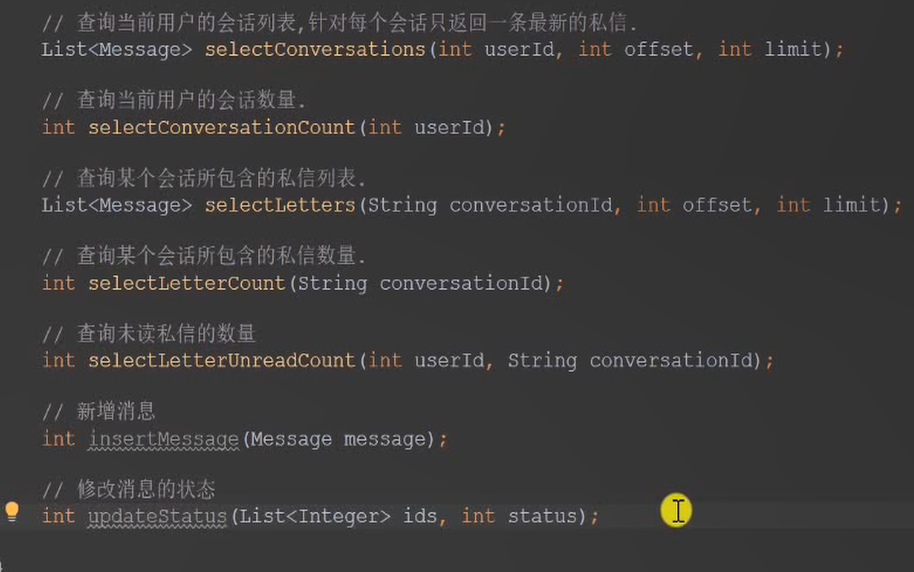 // 查询当前用户的会话列表,针对每个会话只返回一条最新的私信.
List<Message> selectConversations(int userId, int offset, int limit);
// 查询当前用户的会话数量.
int selectConversationCount(int userId);
// 查询某个会话所包含的私信列表.
List<Message> selectLetters(String conversationId, int offset, int limit);
// 查询某个会话所包含的私信数量.
int selectLetterCount(String conversationId);
// 查询未读私信的数量
int selectLetterUnreadCount(int userId, String conversationId);
// 新增消息
int insertMessage(Message message);
// 修改消息的状态
int updateStatus(List<Integer> ids, int status);